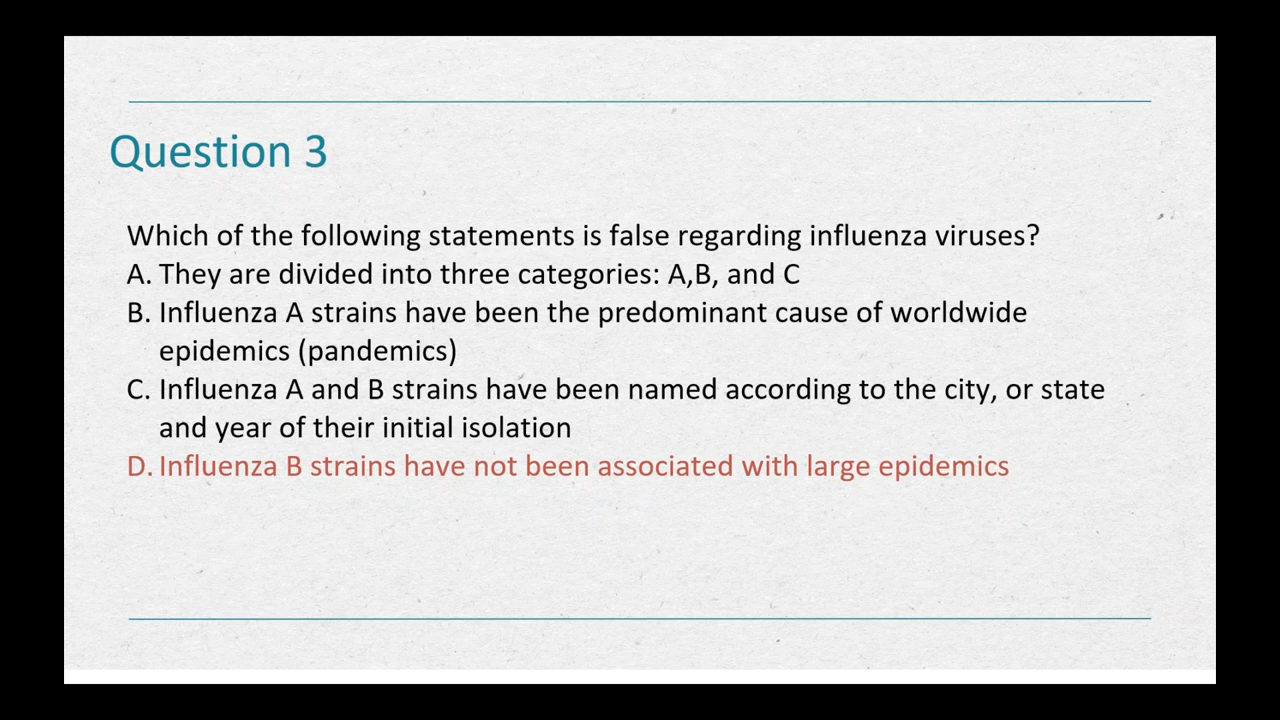 Question 3
Which of the following statements is false regarding influenza viruses?
A. They are divided into three categories: A,B, and C
B. Influenza A strains have been the predominant cause of worldwide
epidemics (pandemics)
C. Influenza A and B strains have been named according to the city, or state
and year of their initial isolation
D. Influenza B strains have not been associated with large epidemics